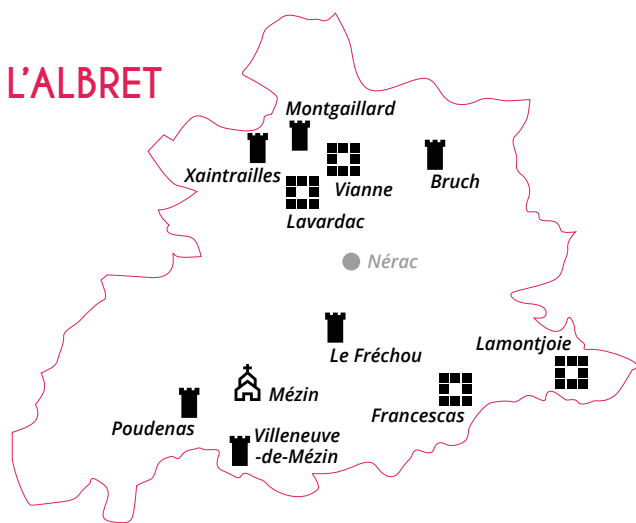 L'ALBRET
Montgaillard
Xaintrailles
Vianne
Bruch
Lavardac
Nérac
Le Fréchou
Lamontjoie
Mézin
Francescas
Poudenas
Villeneuve
-de-Mézin